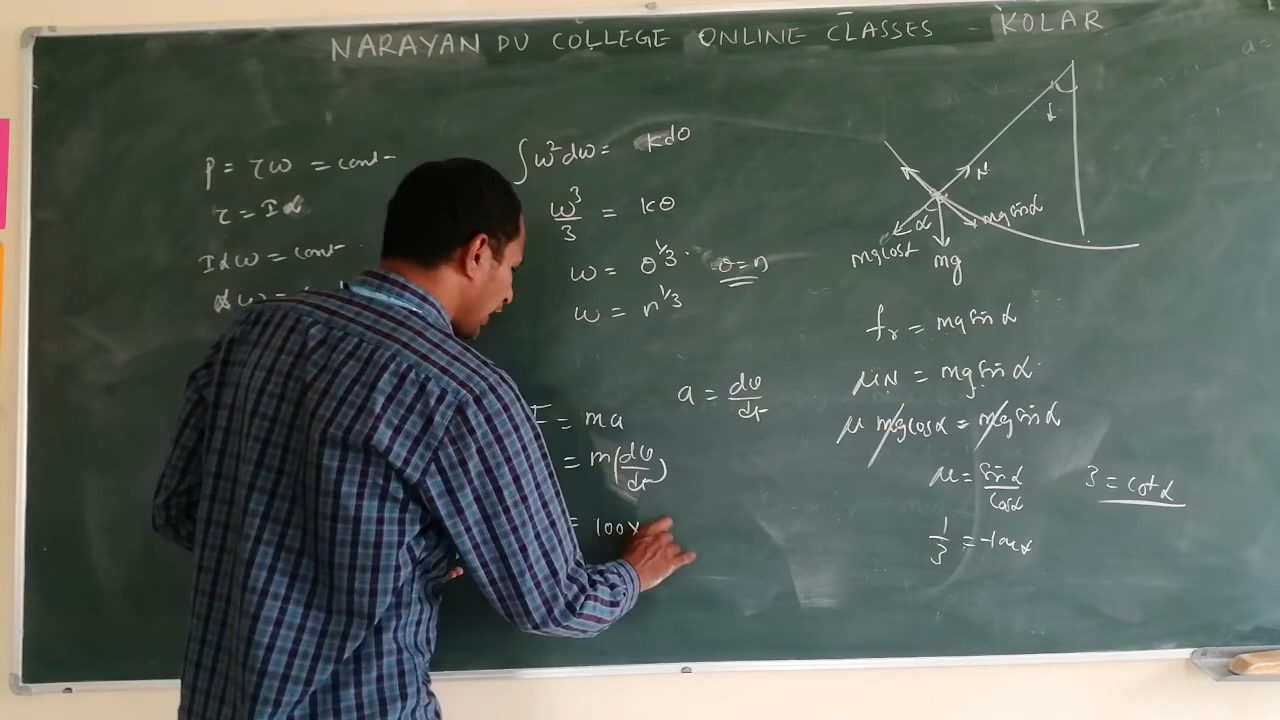 NARAYAN PU COLLEGE ONLINE CLASSES - KOLAR
a =
P = τω = const
τ = Iα
Iαω = const
αω =
∫ω²dω = kdθ
ω³/3 = kθ
ω = θ^1/3 . θ = n
ω = n^1/3
F = ma
= m(dv/dt)
= 100x
a = dv/dt
N
α
mg sin α
mg cos α
mg
fr = mg sin α
μN = mg sin α.
μ mg cos α = mg sin α
μ = sin α/cos α
1/3 = tan α
3 = cot α